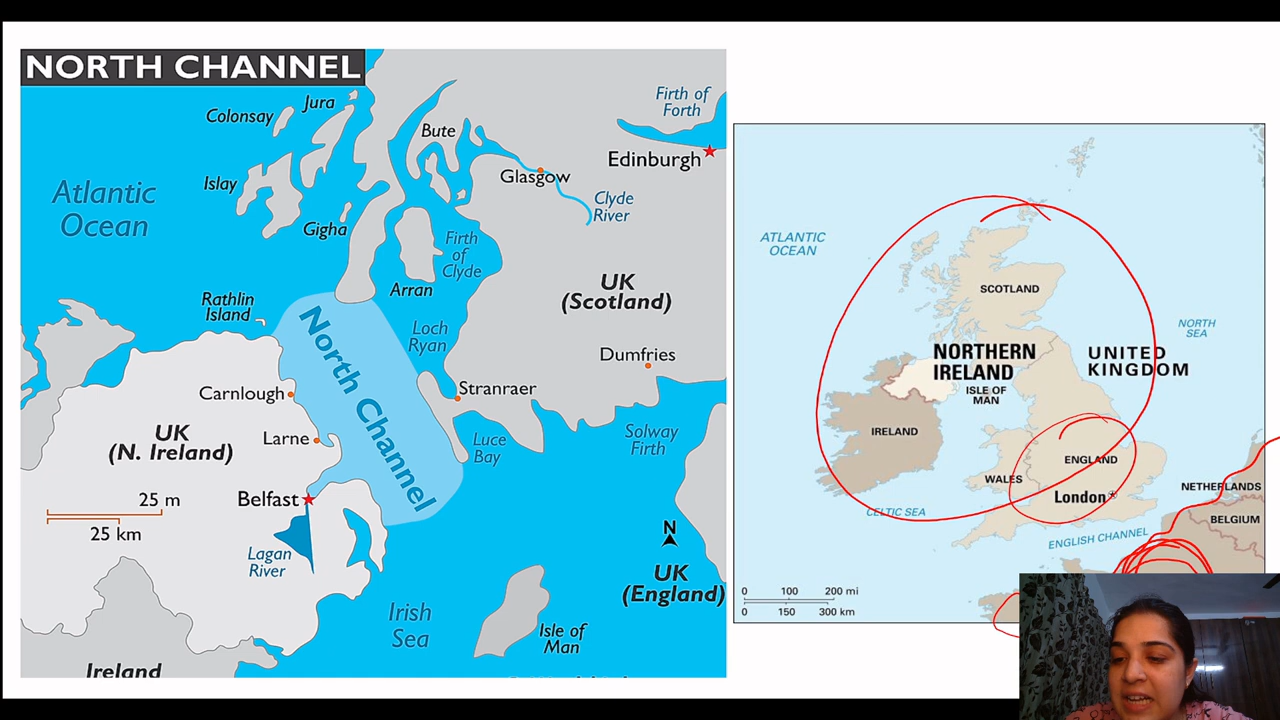 NORTH CHANNEL
Colonsay
Jura
Bute
Firth of
Forth
Edinburgh
Glasgow
Clyde
River
Islay
Atlantic
Ocean
Gigha
Firth
of
Clyde
Arran
UK
(Scotland)
Rathlin
Island
Loch
Ryan
North Channel
Dumfries
Stranraer
Carnlough
UK
(N. Ireland)
Larne
Luce
Bay
Solway
Firth
25 m
25 km
Belfast
Lagan
River
N
UK
(England)
Irish
Sea
Isle of
Man
Ireland
ATLANTIC
OCEAN
SCOTLAND
NORTH
SEA
NORTHERN
IRELAND
UNITED
KINGDOM
ISLE OF
MAN
IRELAND
ENGLAND
WALES
London
NETHERLANDS
CELTIC SEA
BELGIUM
ENGLISH CHANNEL
0 100 200 mi
0 150 300 km